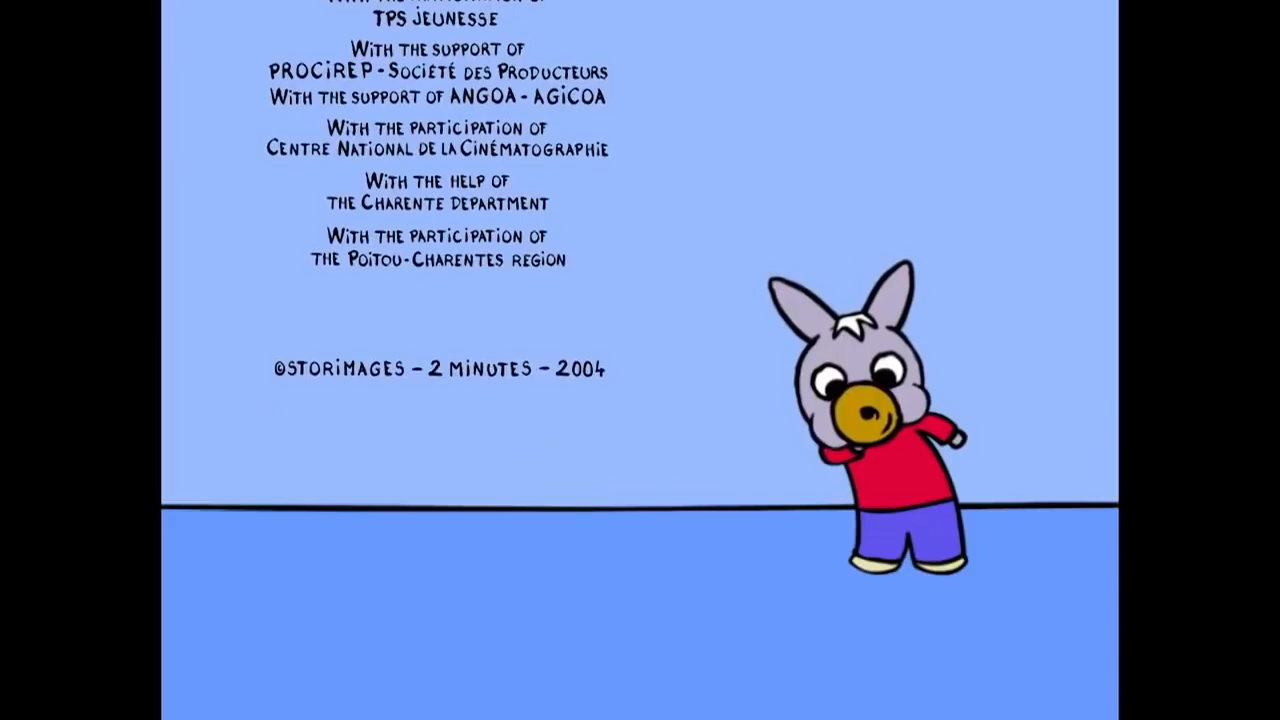 TPS JEUNESSE
WITH THE SUPPORT OF
PROCIREP - SOCIÉTÉ DES PRODUCTEURS
WITH THE SUPPORT OF ANGOA - AGICOA
WITH THE PARTICIPATION OF
CENTRE NATIONAL DE LA CINÉMATOGRAPHIE
WITH THE HELP OF
THE CHARENTE DEPARTMENT
WITH THE PARTICIPATION OF
THE POITOU-CHARENTES REGION
©STORIMAGES - 2 MINUTES - 2004